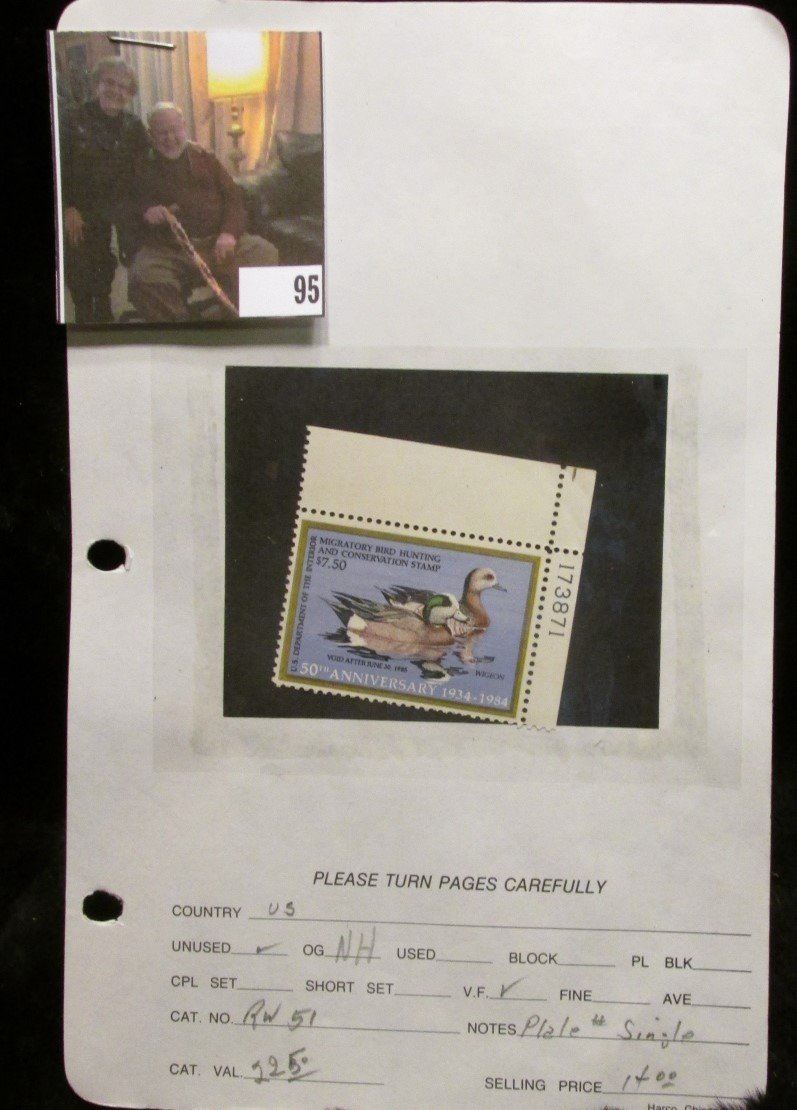 95
MIGRATORY BIRD HUNTING
AND CONSERVATION STAMP
$7.50
U.S. DEPARTMENT OF THE INTERIOR
VOID AFTER JUNE 30, 1985
WIGEON
50TH ANNIVERSARY 1934-1984
173871
PLEASE TURN PAGES CAREFULLY
COUNTRY US
UNUSED ✓ OG NH USED BLOCK PL BLK
CPL SET SHORT SET V.F. ✓ FINE AVE
CAT. NO. RW 51 NOTES Plate # Single
CAT. VAL. 22.50 SELLING PRICE 14.00
Harco